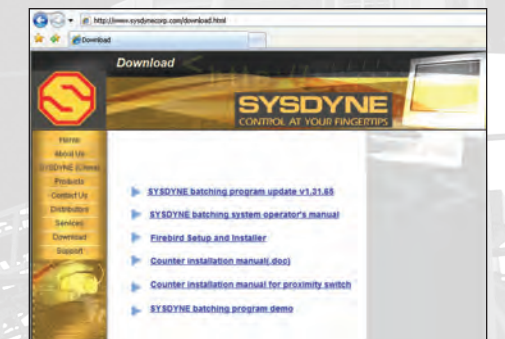 http://www.sysdynecorp.com/download.html
Download
Download
SYSDYNE
CONTROL AT YOUR FINGERTIPS
Home
About Us
Products
Contact Us
Distributors
Services
Download
Support
SYSDYNE batching program update v1.21.65
SYSDYNE batching system operator's manual
Firebird Setup and Installer
Counter installation manual(.doc)
Counter installation manual for proximity switch
SYSDYNE batching program demo